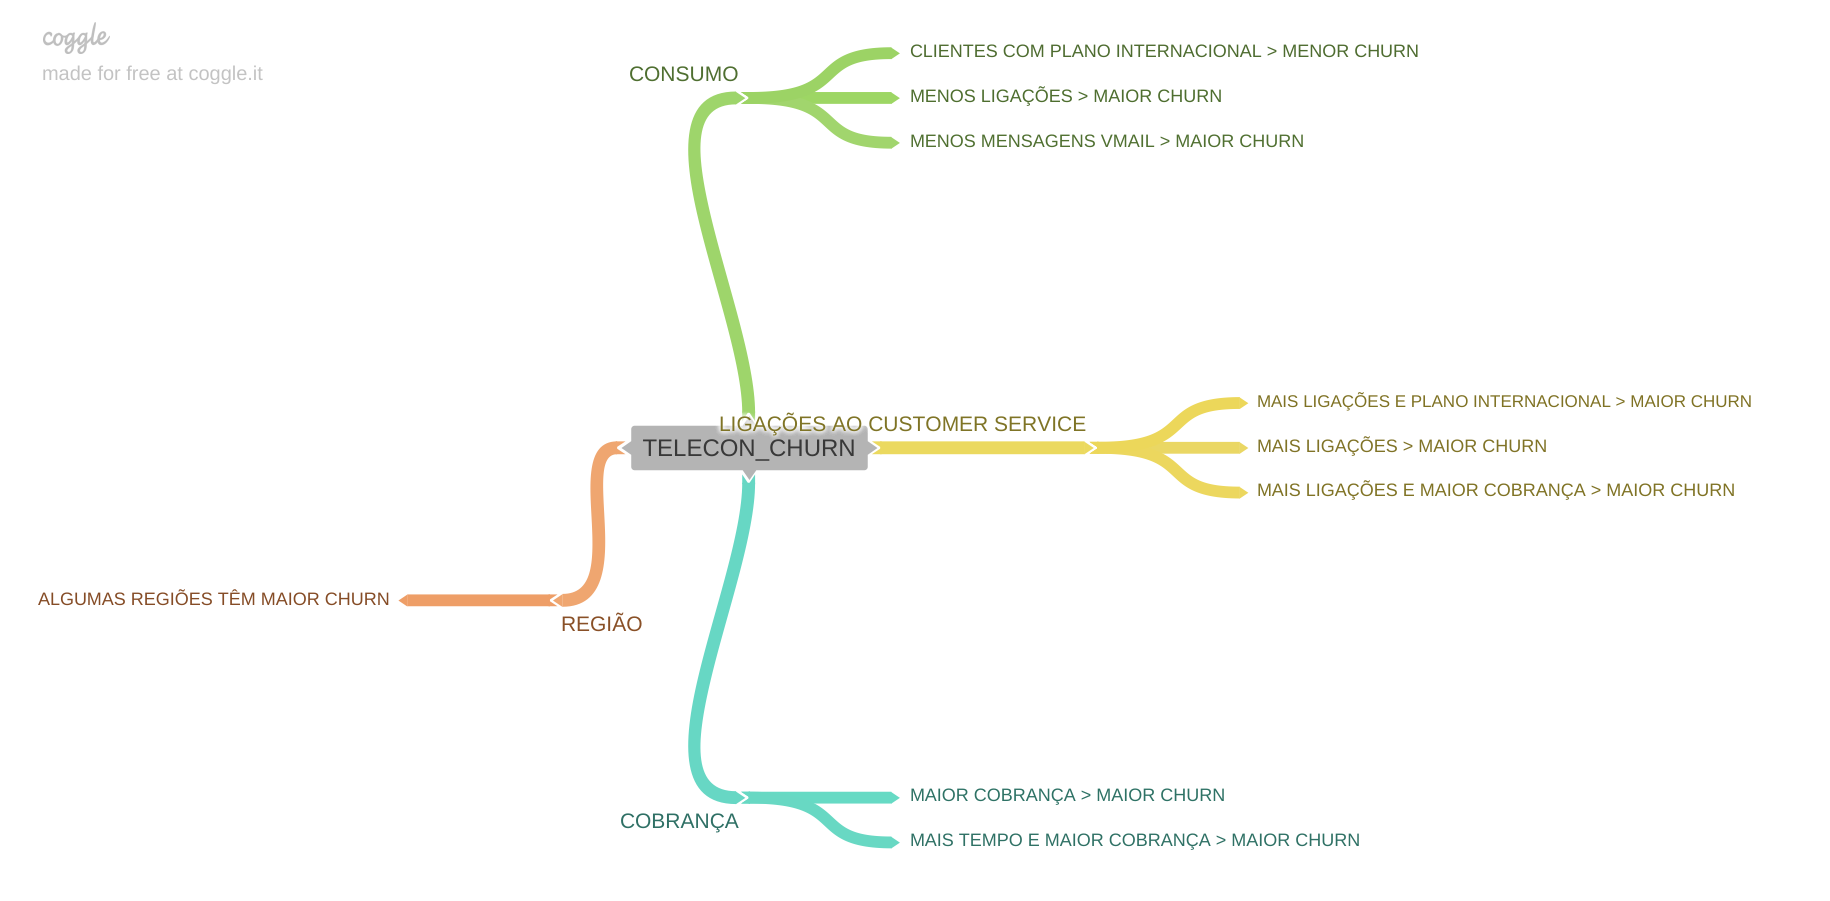 coggle
made for free at coggle.it
CONSUMO
CLIENTES COM PLANO INTERNACIONAL > MENOR CHURN
MENOS LIGAÇÕES > MAIOR CHURN
MENOS MENSAGENS VMAIL > MAIOR CHURN
LIGAÇÕES AO CUSTOMER SERVICE
TELECON_CHURN
MAIS LIGAÇÕES E PLANO INTERNACIONAL > MAIOR CHURN
MAIS LIGAÇÕES > MAIOR CHURN
MAIS LIGAÇÕES E MAIOR COBRANÇA > MAIOR CHURN
ALGUMAS REGIÕES TÊM MAIOR CHURN
REGIÃO
COBRANÇA
MAIOR COBRANÇA > MAIOR CHURN
MAIS TEMPO E MAIOR COBRANÇA > MAIOR CHURN